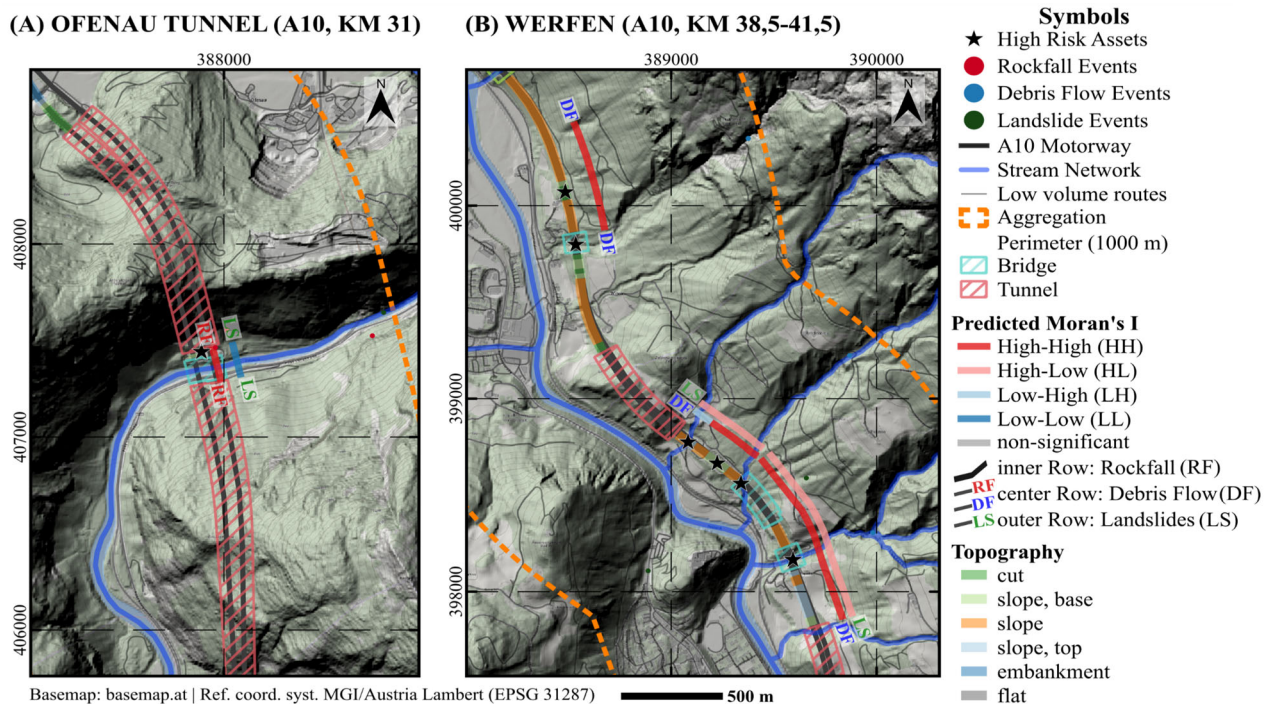 (A) OFENAU TUNNEL (A10, KM 31)
(B) WERFEN (A10, KM 38,5-41,5)
388000
389000
390000
N
N
408000
407000
406000
400000
399000
398000
RF
RF
LS
LS
DF
DF
LS
DF
DF
LS
Basemap: basemap.at | Ref. coord. syst. MGI/Austria Lambert (EPSG 31287)
500 m
Symbols
High Risk Assets
Rockfall Events
Debris Flow Events
Landslide Events
A10 Motorway
Stream Network
Low volume routes
Aggregation
Perimeter (1000 m)
Bridge
Tunnel
Predicted Moran's I
High-High (HH)
High-Low (HL)
Low-High (LH)
Low-Low (LL)
non-significant
inner Row: Rockfall (RF)
RF
center Row: Debris Flow (DF)
DF
LS
outer Row: Landslides (LS)
Topography
cut
slope, base
slope
slope, top
embankment
flat